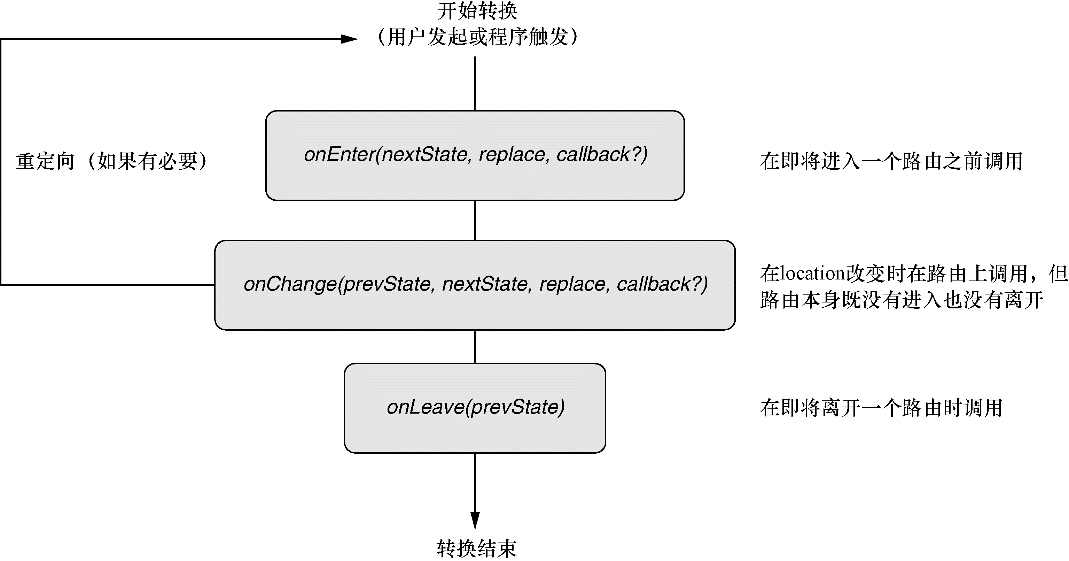 开始转换
（用户发起或程序触发）
重定向（如果有必要）
onEnter(nextState, replace, callback?)
在即将进入一个路由之前调用
onChange(prevState, nextState, replace, callback?)
在location改变时在路由上调用，但
路由本身既没有进入也没有离开
onLeave(prevState)
在即将离开一个路由时调用
转换结束